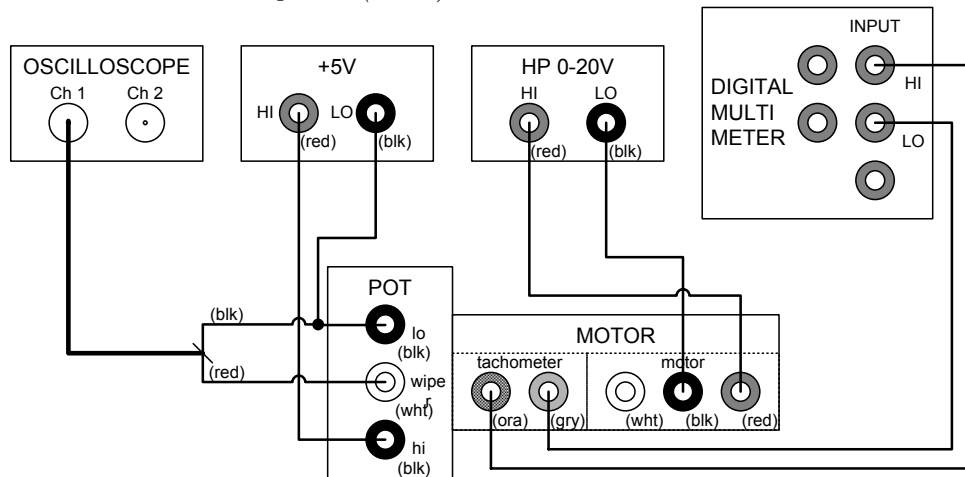 OSCILLOSCOPE
Ch 1
Ch 2
+5V
HI
LO
(red)
(blk)
HP 0-20V
HI
LO
(red)
(blk)
INPUT
DIGITAL
MULTI
METER
HI
LO
POT
lo
(blk)
wipe
r
(wht)
hi
(blk)
(blk)
(red)
MOTOR
tachometer
motor
(ora)
(gry)
(wht)
(blk)
(red)